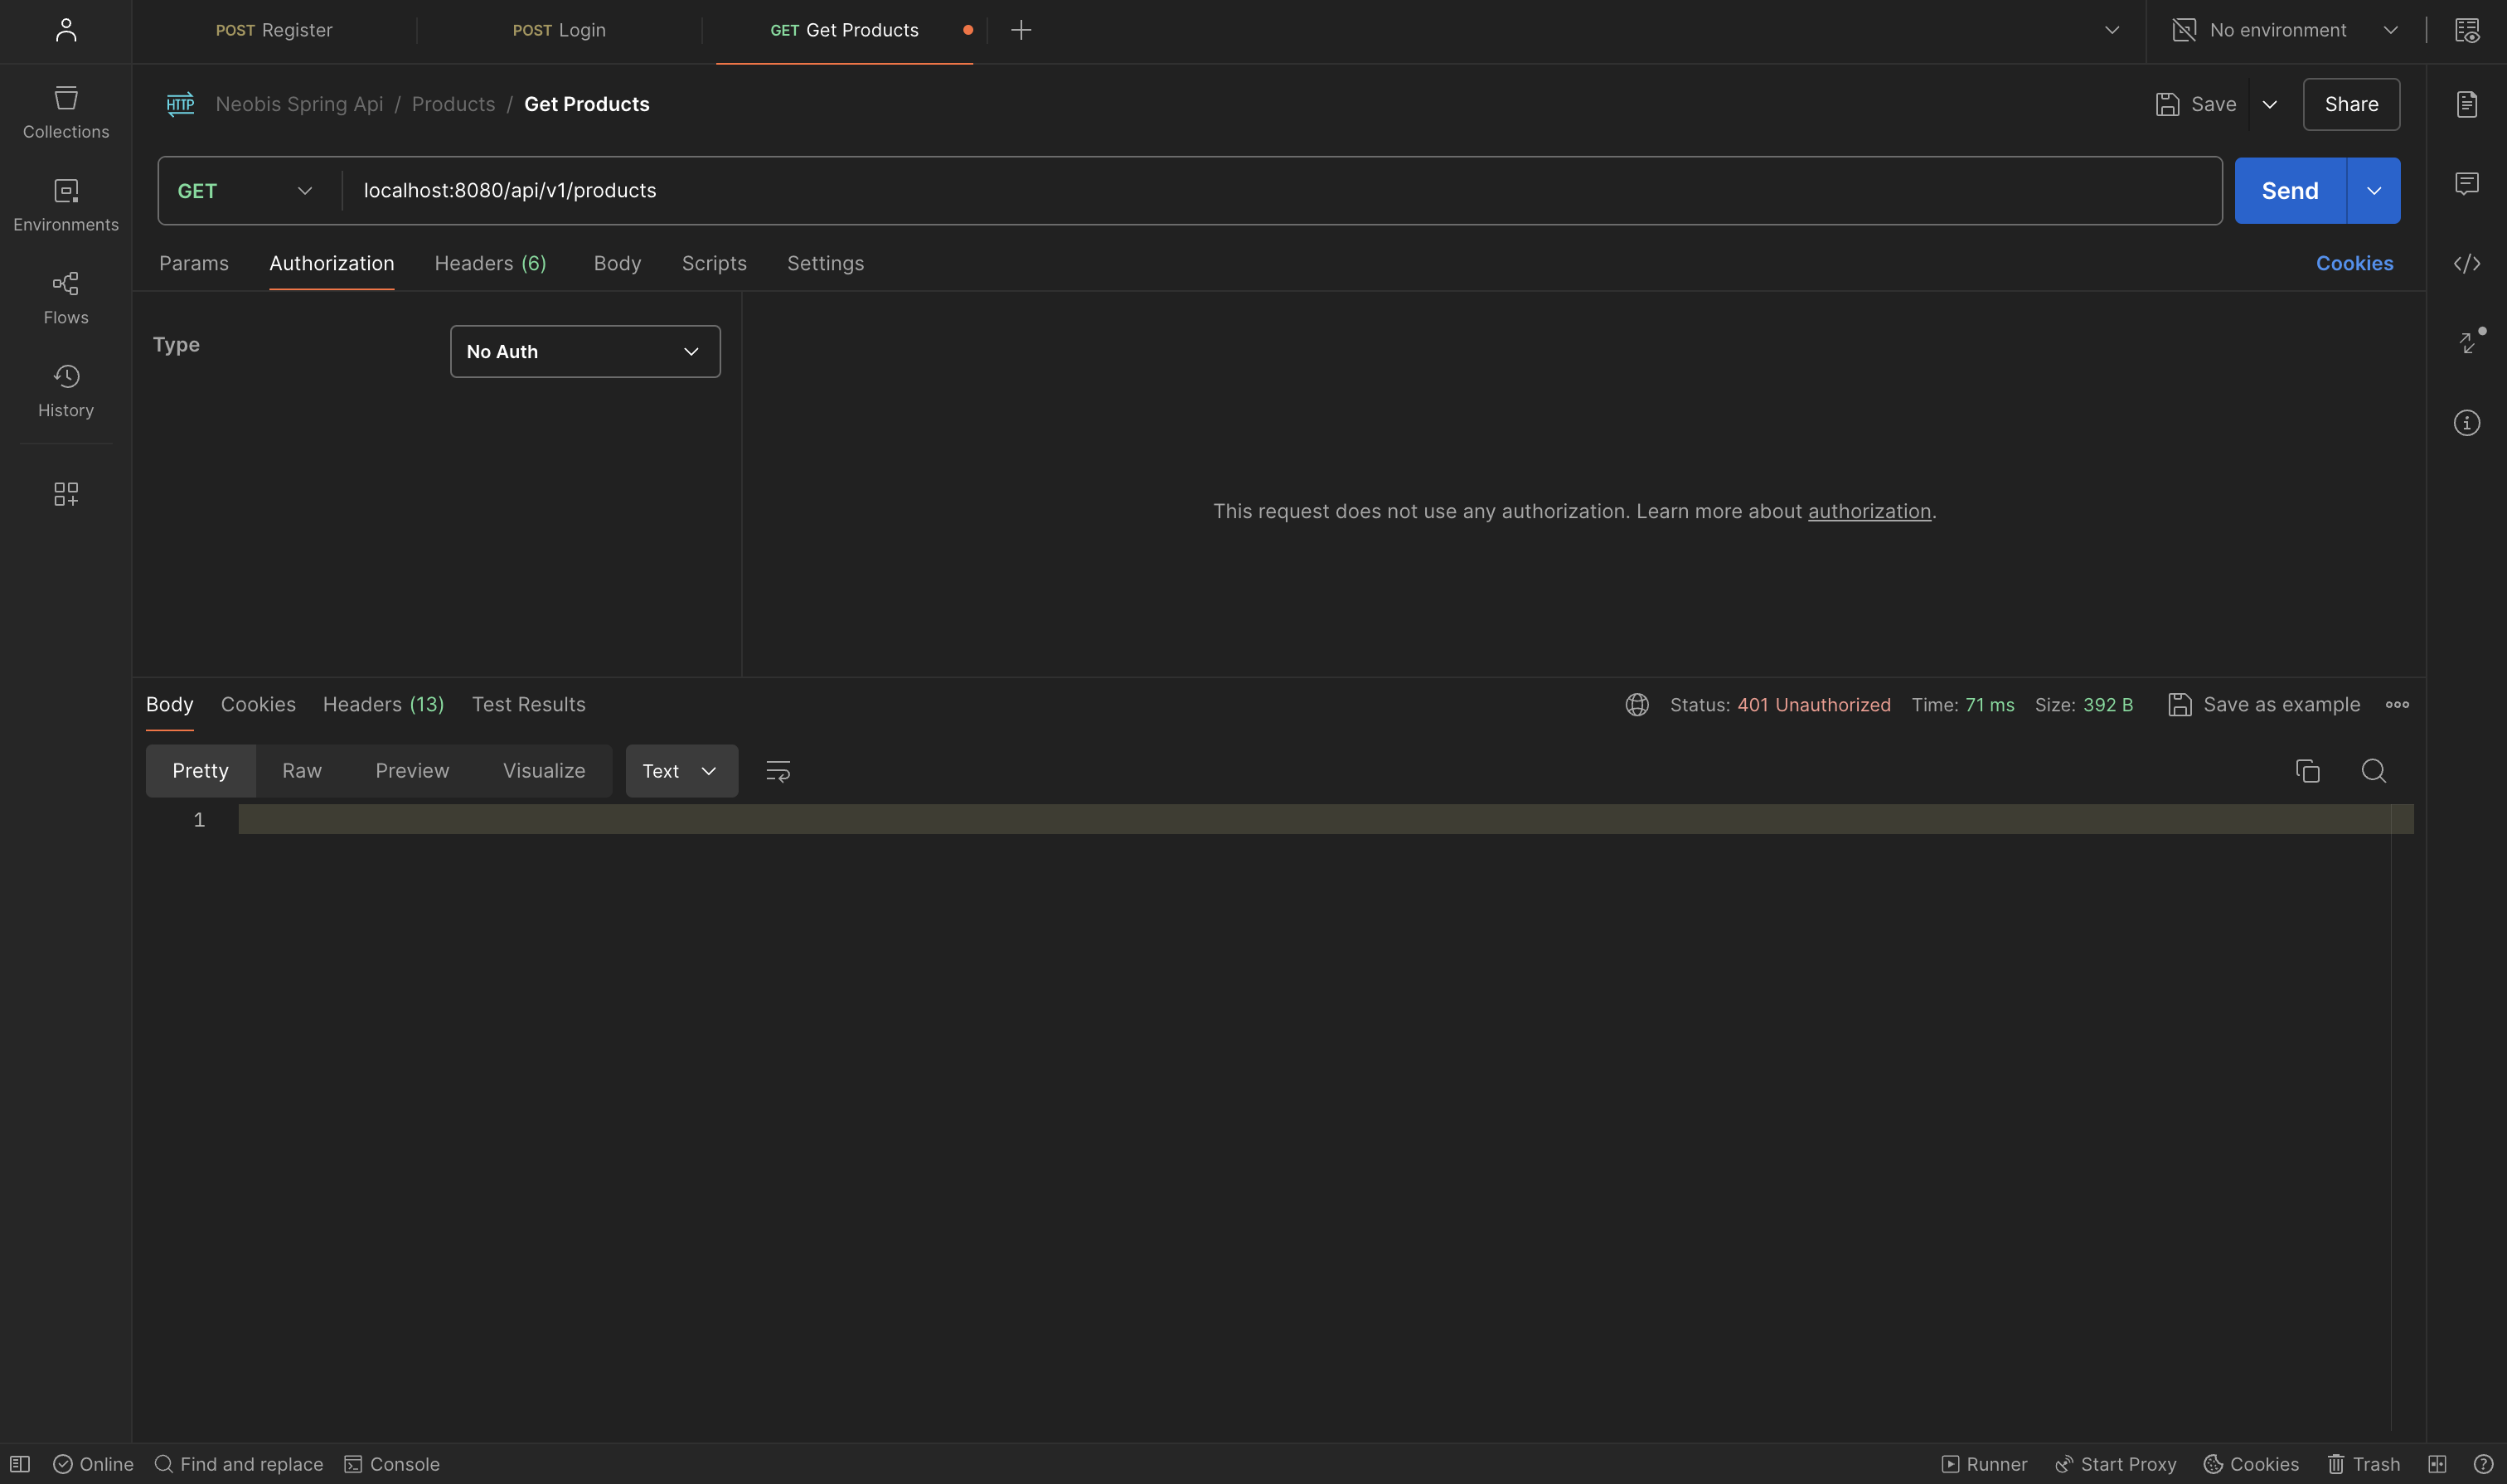 POST Register
POST Login
GET Get Products
No environment
Collections
Environments
Flows
History
HTTP Neobis Spring Api / Products / Get Products
Save
Share
GET localhost:8080/api/v1/products
Send
Params Authorization Headers (6) Body Scripts Settings
Cookies
Type
No Auth
This request does not use any authorization. Learn more about authorization.
Body Cookies Headers (13) Test Results
Status: 401 Unauthorized Time: 71 ms Size: 392 B
Save as example
Pretty Raw Preview Visualize Text
1
Online Find and replace Console
Runner Start Proxy Cookies Trash